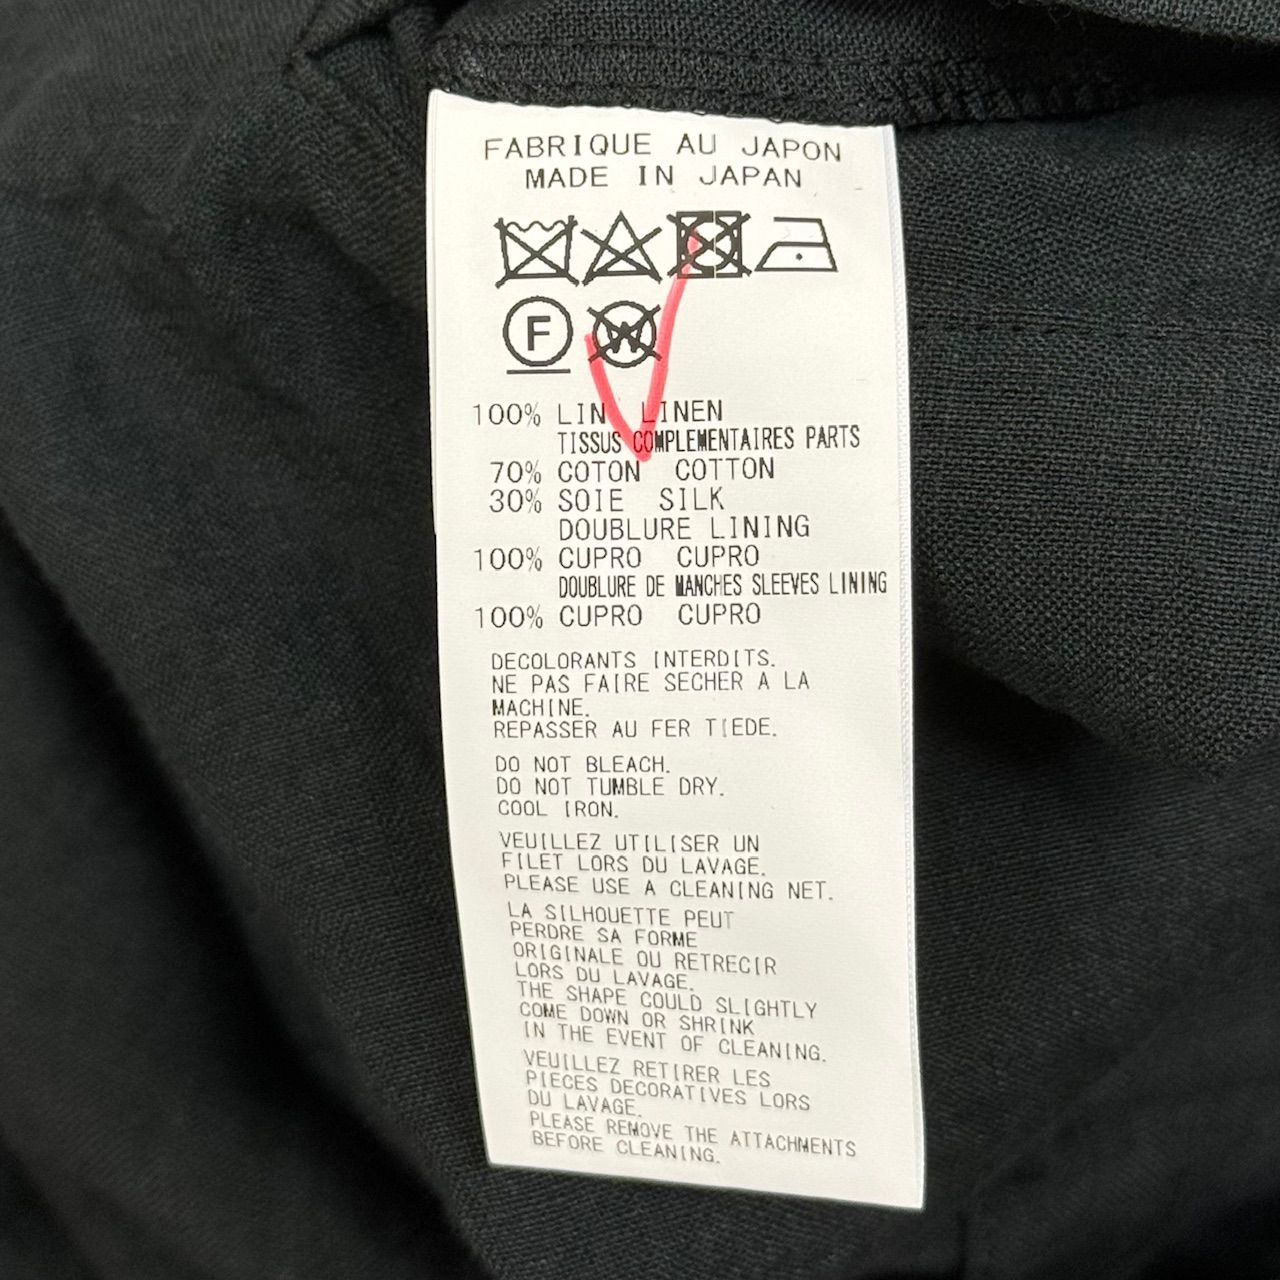 FABRIQUE AU JAPON
MADE IN JAPAN
F W
100% LIN LINEN
TISSUS COMPLEMENTAIRES PARTS
70% COTON COTTON
30% SOIE SILK
DOUBLURE LINING
100% CUPRO CUPRO
DOUBLURE DE MANCHES SLEEVES LINING
100% CUPRO CUPRO
DECOLORANTS INTERDITS.
NE PAS FAIRE SECHER A LA
MACHINE.
REPASSER AU FER TIEDE.
DO NOT BLEACH.
DO NOT TUMBLE DRY.
COOL IRON.
VEUILLEZ UTILISER UN
FILET LORS DU LAVAGE.
PLEASE USE A CLEANING NET.
LA SILHOUETTE PEUT
PERDRE SA FORME
ORIGINALE OU RETRECIR
LORS DU LAVAGE.
THE SHAPE COULD SLIGHTLY
COME DOWN OR SHRINK
IN THE EVENT OF CLEANING.
VEUILLEZ RETIRER LES
PIECES DECORATIVES LORS
DU LAVAGE.
PLEASE REMOVE THE ATTACHMENTS
BEFORE CLEANING.